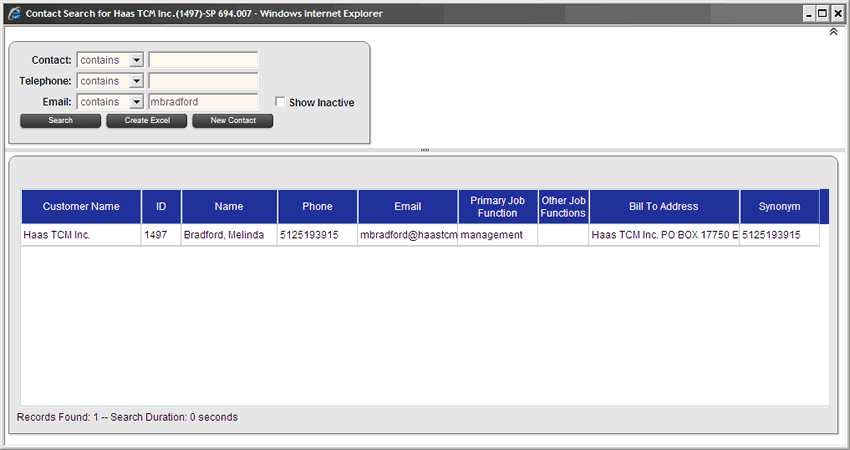 Contact Search for Haas TCM Inc. (1497)-SP 694.007 - Windows Internet Explorer
Contact: contains
Telephone: contains
Email: contains mbradford Show Inactive
Search Create Excel New Contact
Customer Name ID Name Phone Email Primary Job Function Other Job Functions Bill To Address Synonym
Haas TCM Inc. 1497 Bradford, Melinda 5125193915 mbradford@haastcm management Haas TCM Inc. PO BOX 17750 E 5125193915
Records Found: 1 -- Search Duration: 0 seconds